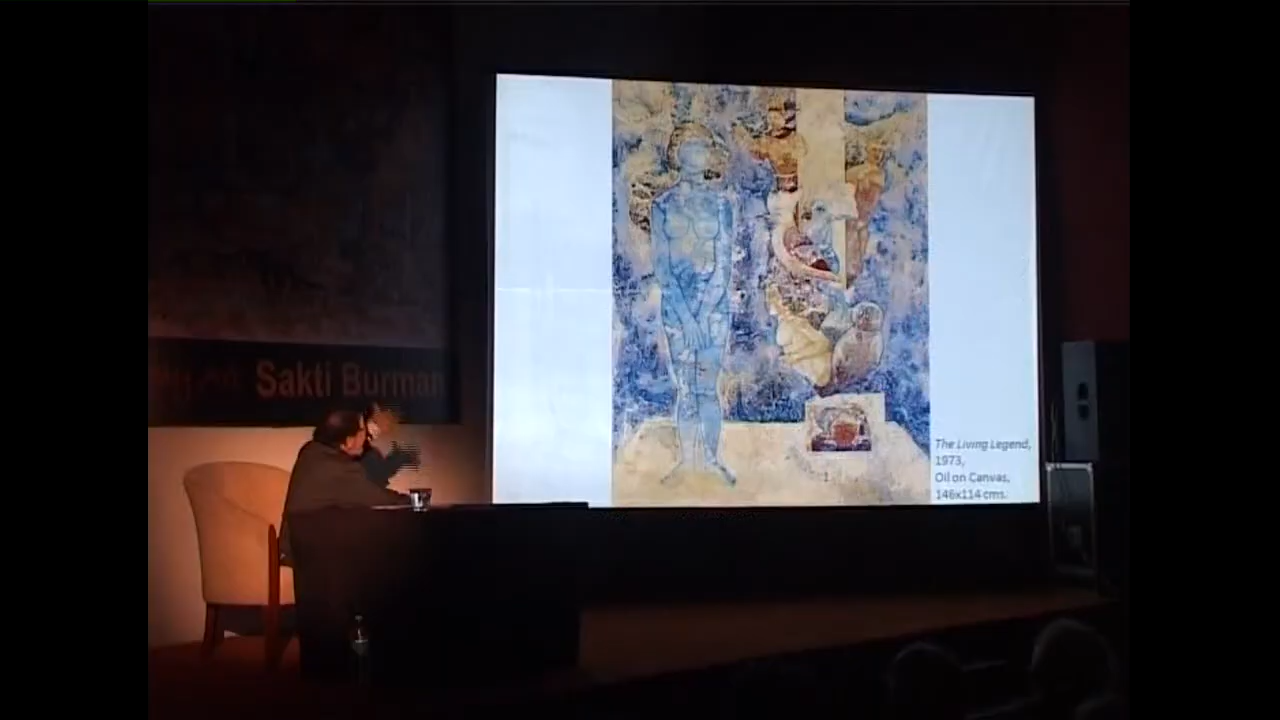 Sakti Burman
The Living Legend,
1973,
Oil on Canvas,
146x114 cms.